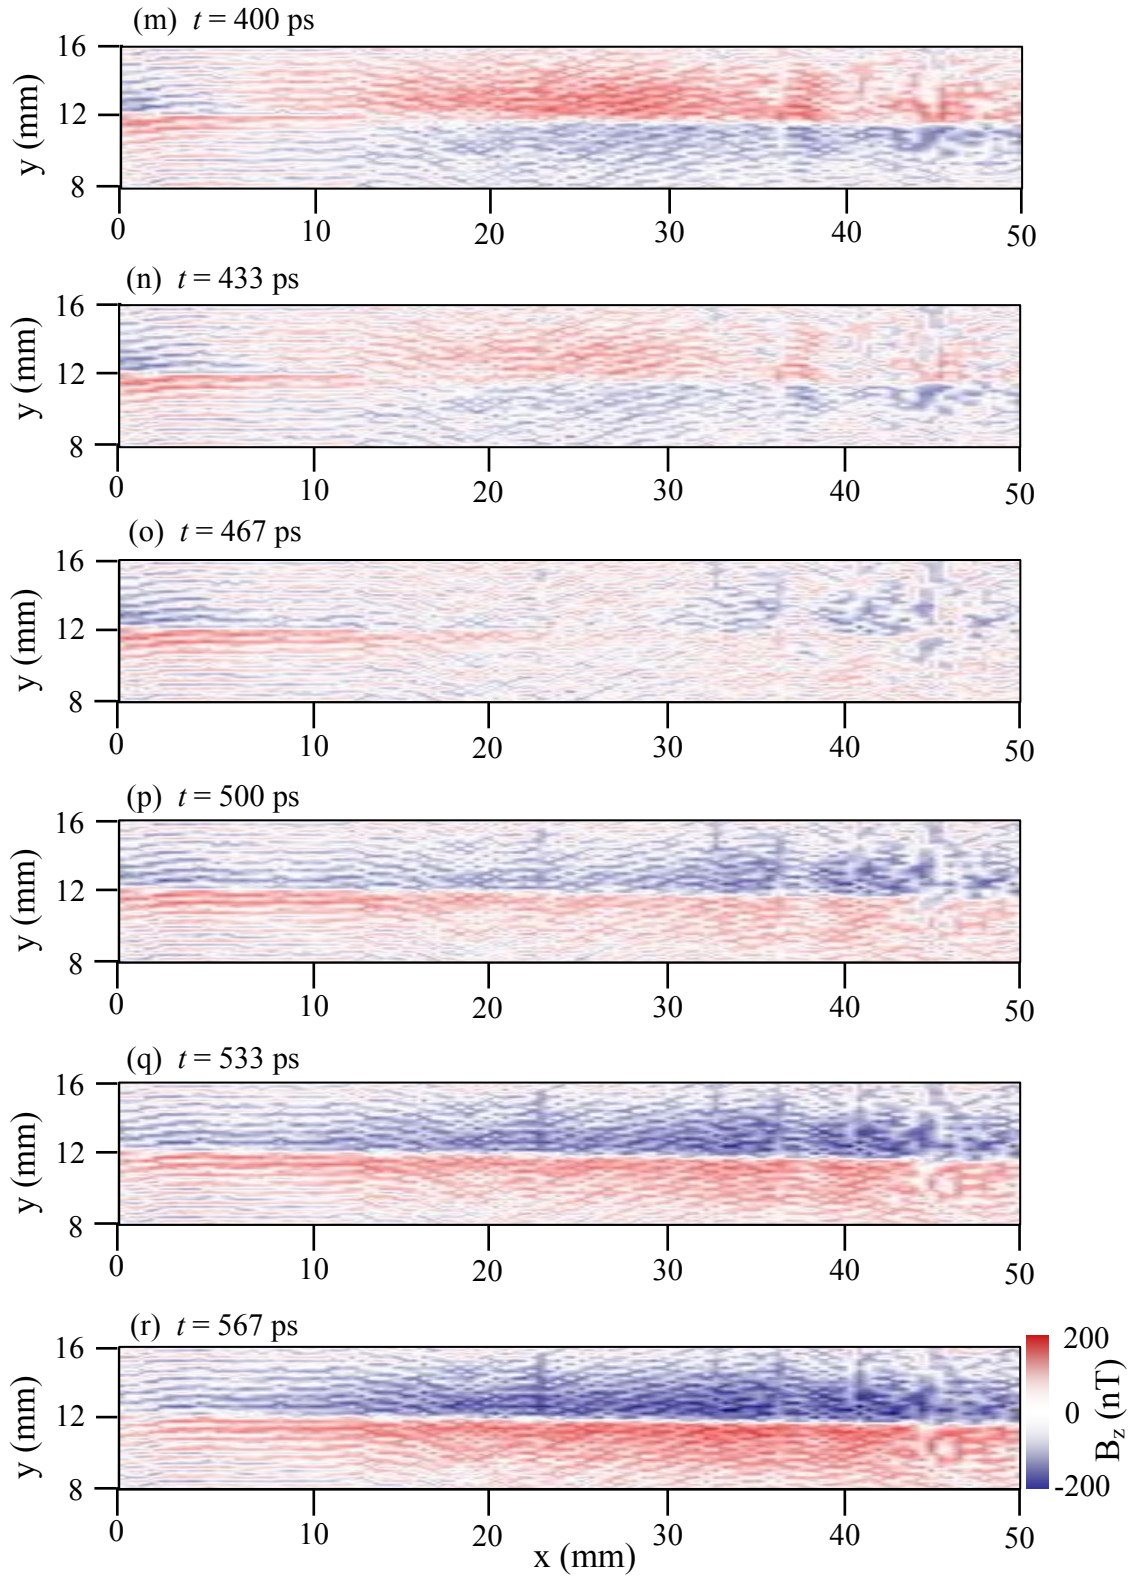 (m) t = 400 ps
16
12
8
y (mm)
0 10 20 30 40 50
(n) t = 433 ps
16
12
8
y (mm)
0 10 20 30 40 50
(o) t = 467 ps
16
12
8
y (mm)
0 10 20 30 40 50
(p) t = 500 ps
16
12
8
y (mm)
0 10 20 30 40 50
(q) t = 533 ps
16
12
8
y (mm)
0 10 20 30 40 50
(r) t = 567 ps
16
12
8
y (mm)
200
0
-200
Bz (nT)
0 10 20 30 40 50
x (mm)